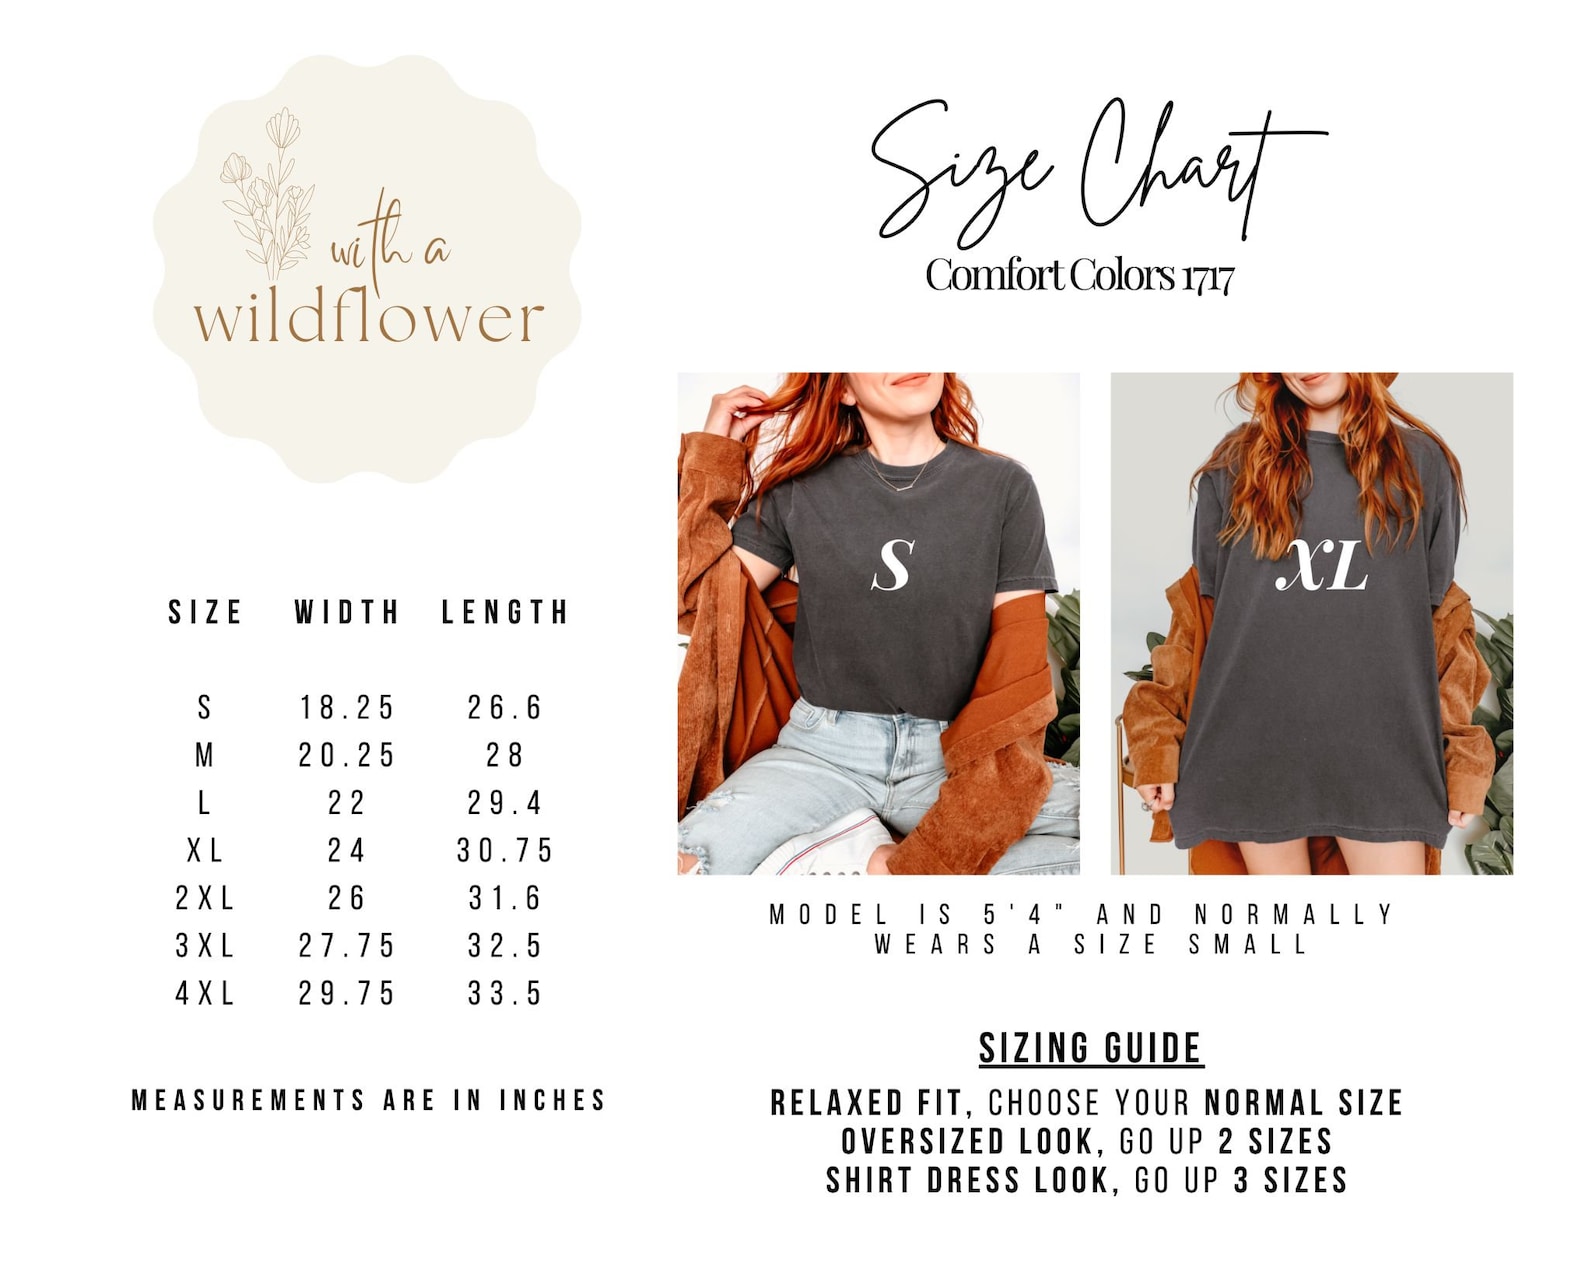 with a
wildflower
Size Chart
Comfort Colors 1717
S
XL
MODEL IS 5'4" AND NORMALLY
WEARS A SIZE SMALL
SIZE WIDTH LENGTH
S 18.25 26.6
M 20.25 28
L 22 29.4
XL 24 30.75
2XL 26 31.6
3XL 27.75 32.5
4XL 29.75 33.5
MEASUREMENTS ARE IN INCHES
SIZING GUIDE
RELAXED FIT, CHOOSE YOUR NORMAL SIZE
OVERSIZED LOOK, GO UP 2 SIZES
SHIRT DRESS LOOK, GO UP 3 SIZES